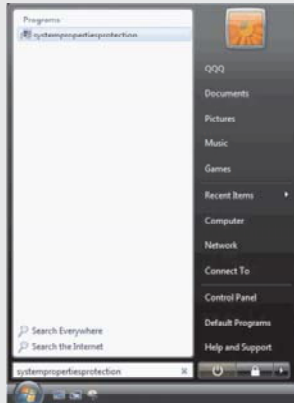 Programs
systempropertiesprotection
Search Everywhere
Search the Internet
systempropertiesprotection
QQQ
Documents
Pictures
Music
Games
Recent Items
Computer
Network
Connect To
Control Panel
Default Programs
Help and Support